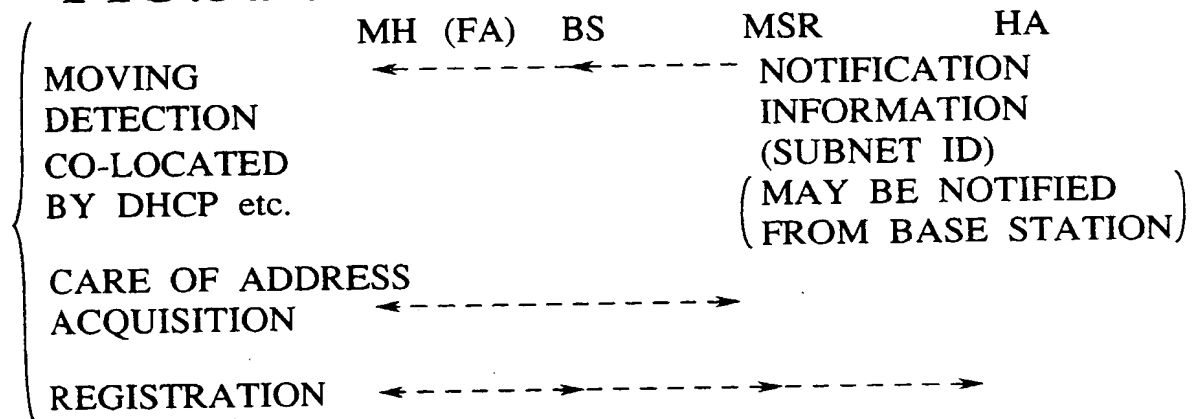 MH (FA) BS MSR HA
MOVING NOTIFICATION
DETECTION INFORMATION
CO-LOCATED (SUBNET ID)
BY DHCP etc. (MAY BE NOTIFIED
FROM BASE STATION)
CARE OF ADDRESS
ACQUISITION
REGISTRATION